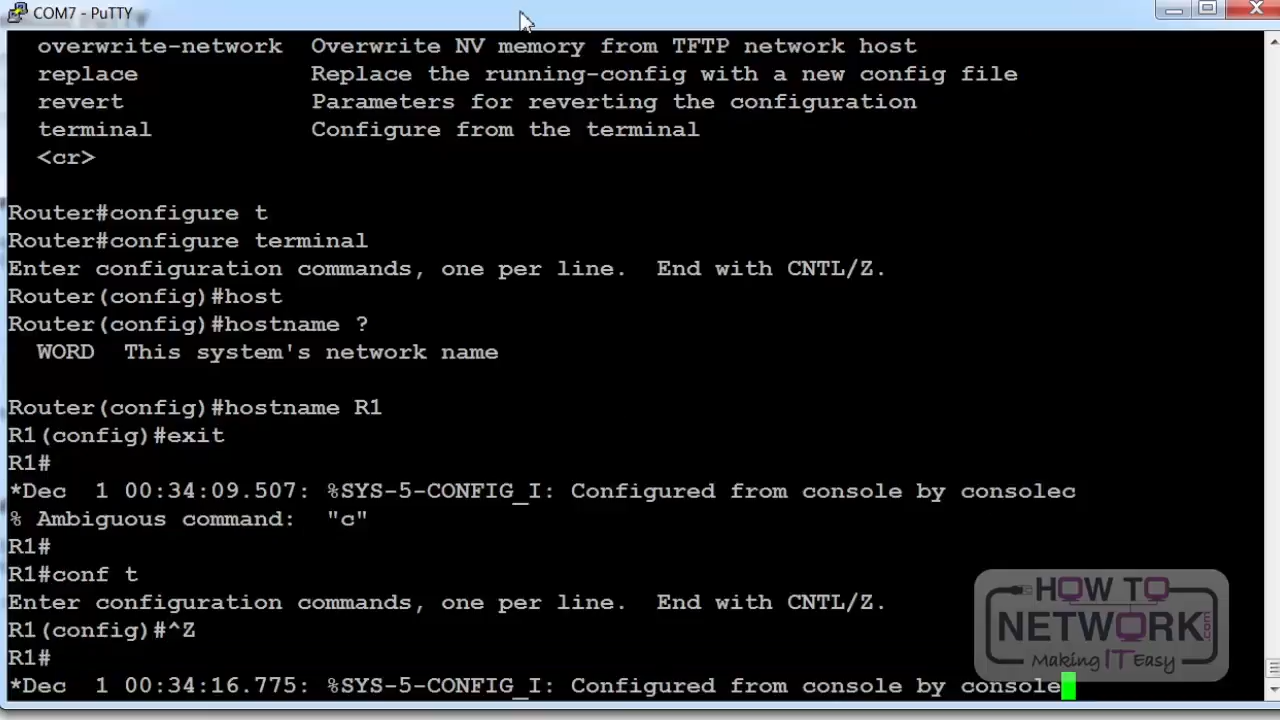 COM7 - PuTTY
overwrite-network  Overwrite NV memory from TFTP network host
replace            Replace the running-config with a new config file
revert             Parameters for reverting the configuration
terminal           Configure from the terminal
<cr>
Router#configure t
Router#configure terminal
Enter configuration commands, one per line.  End with CNTL/Z.
Router(config)#host
Router(config)#hostname ?
  WORD  This system's network name
Router(config)#hostname R1
R1(config)#exit
R1#
*Dec  1 00:34:09.507: %SYS-5-CONFIG_I: Configured from console by consolec
% Ambiguous command:  "c"
R1#
R1#conf t
Enter configuration commands, one per line.  End with CNTL/Z.
R1(config)#^Z
R1#
*Dec  1 00:34:16.775: %SYS-5-CONFIG_I: Configured from console by console
HOW TO
NETWORK.com
Making IT Easy